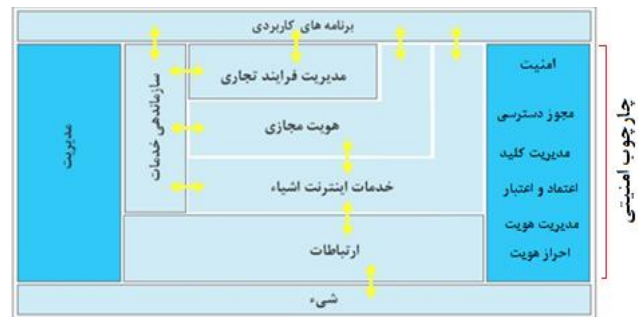 برنامه های کاربردی
امنیت
مجوز دسترسی
مدیریت کلید
اعتماد و اعتبار
مدیریت هویت
احراز هویت
چارچوب امنیتی
مدیریت فرایند تجاری
هویت مجازی
خدمات اینترنت اشیاء
ارتباطات
سازماندهی خدمات
مدیریت
شیء